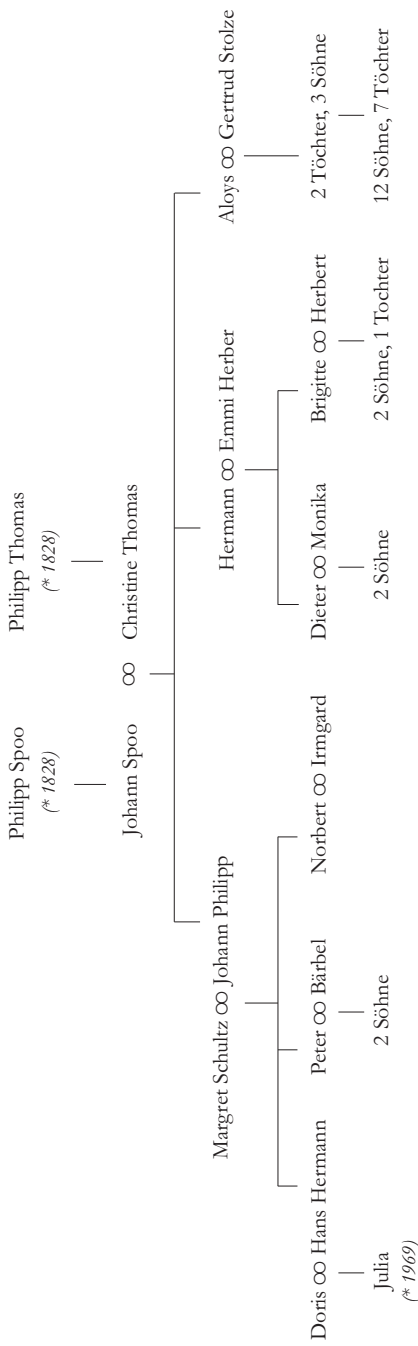 Philipp Spoo
(* 1828)
Philipp Thomas
(* 1828)
Johann Spoo ∞ Christine Thomas
Margret Schultz ∞ Johann Philipp
Hermann ∞ Emmi Herber
Aloys ∞ Gertrud Stolze
Doris ∞ Hans Hermann
Peter ∞ Bärbel
Norbert ∞ Irmgard
Dieter ∞ Monika
Brigitte ∞ Herbert
2 Töchter, 3 Söhne
Julia
(* 1969)
2 Söhne
2 Söhne
2 Söhne, 1 Tochter
12 Söhne, 7 Töchter